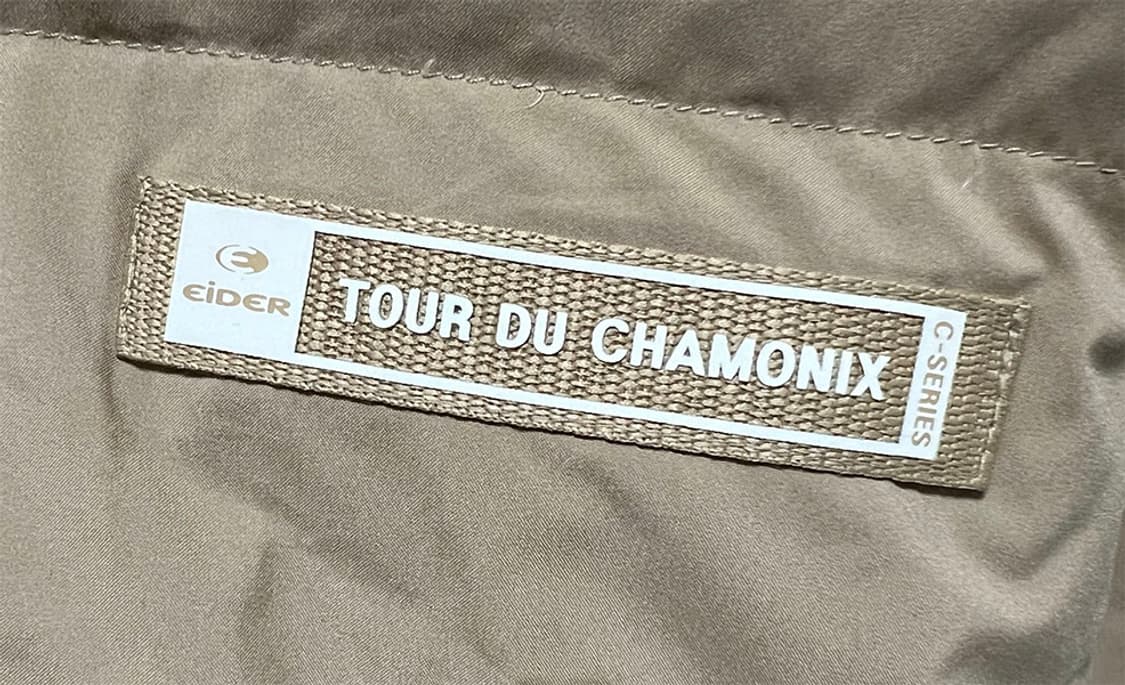 EiDER
TOUR DU CHAMONIX
C-SERIES